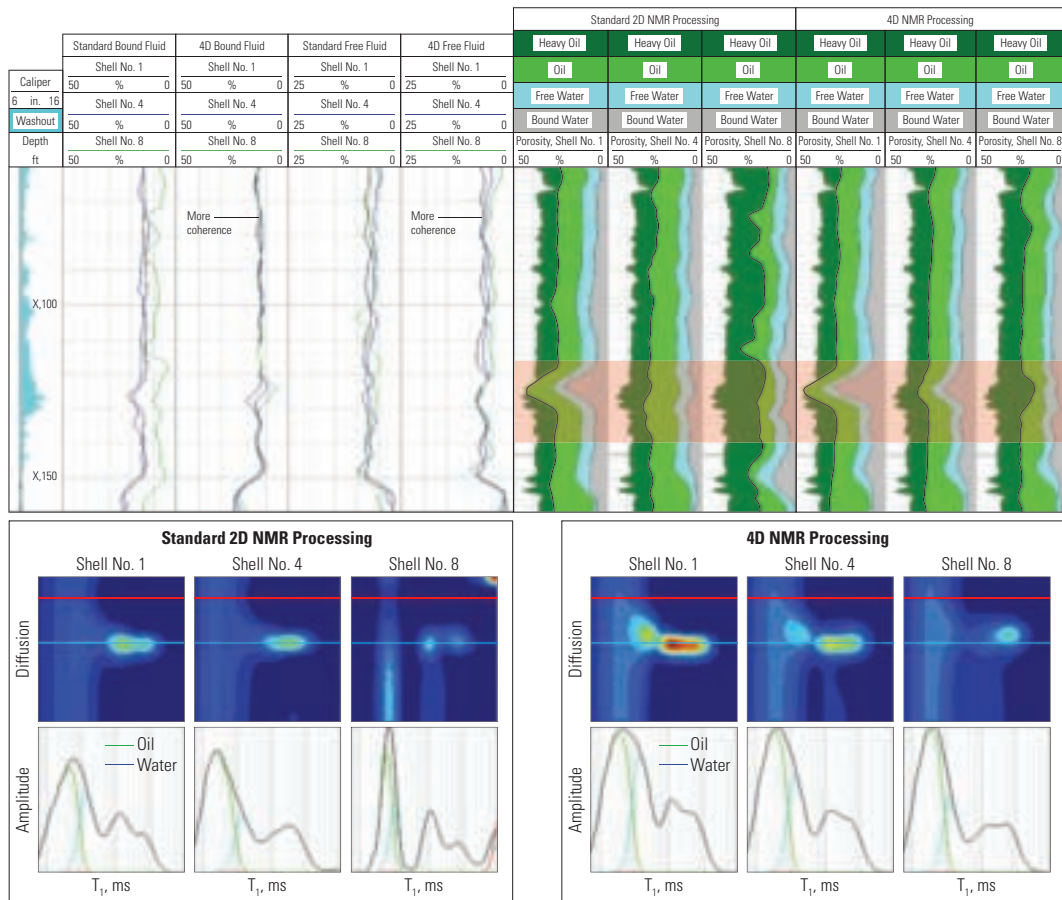 Standard 2D NMR Processing
4D NMR Processing
Standard Bound Fluid
4D Bound Fluid
Standard Free Fluid
4D Free Fluid
Heavy Oil
Heavy Oil
Heavy Oil
Heavy Oil
Heavy Oil
Heavy Oil
Shell No. 1
Shell No. 1
Shell No. 1
Shell No. 1
Oil
Oil
Oil
Oil
Oil
Oil
Caliper
50 % 0
50 % 0
25 % 0
25 % 0
6 in. 16
Shell No. 4
Shell No. 4
Shell No. 4
Shell No. 4
Free Water
Free Water
Free Water
Free Water
Free Water
Free Water
Washout
50 % 0
50 % 0
25 % 0
25 % 0
Bound Water
Bound Water
Bound Water
Bound Water
Bound Water
Bound Water
Depth
ft
Shell No. 8
Shell No. 8
Shell No. 8
Shell No. 8
50 % 0
50 % 0
25 % 0
25 % 0
Porosity, Shell No. 1
Porosity, Shell No. 4
Porosity, Shell No. 8
Porosity, Shell No. 1
Porosity, Shell No. 4
Porosity, Shell No. 8
50 % 0
50 % 0
50 % 0
50 % 0
50 % 0
50 % 0
More
coherence
More
coherence
X,100
X,150
Standard 2D NMR Processing
Shell No. 1
Shell No. 4
Shell No. 8
Diffusion
Oil
Water
Amplitude
T1, ms
T1, ms
T1, ms
4D NMR Processing
Shell No. 1
Shell No. 4
Shell No. 8
Diffusion
Oil
Water
Amplitude
T1, ms
T1, ms
T1, ms